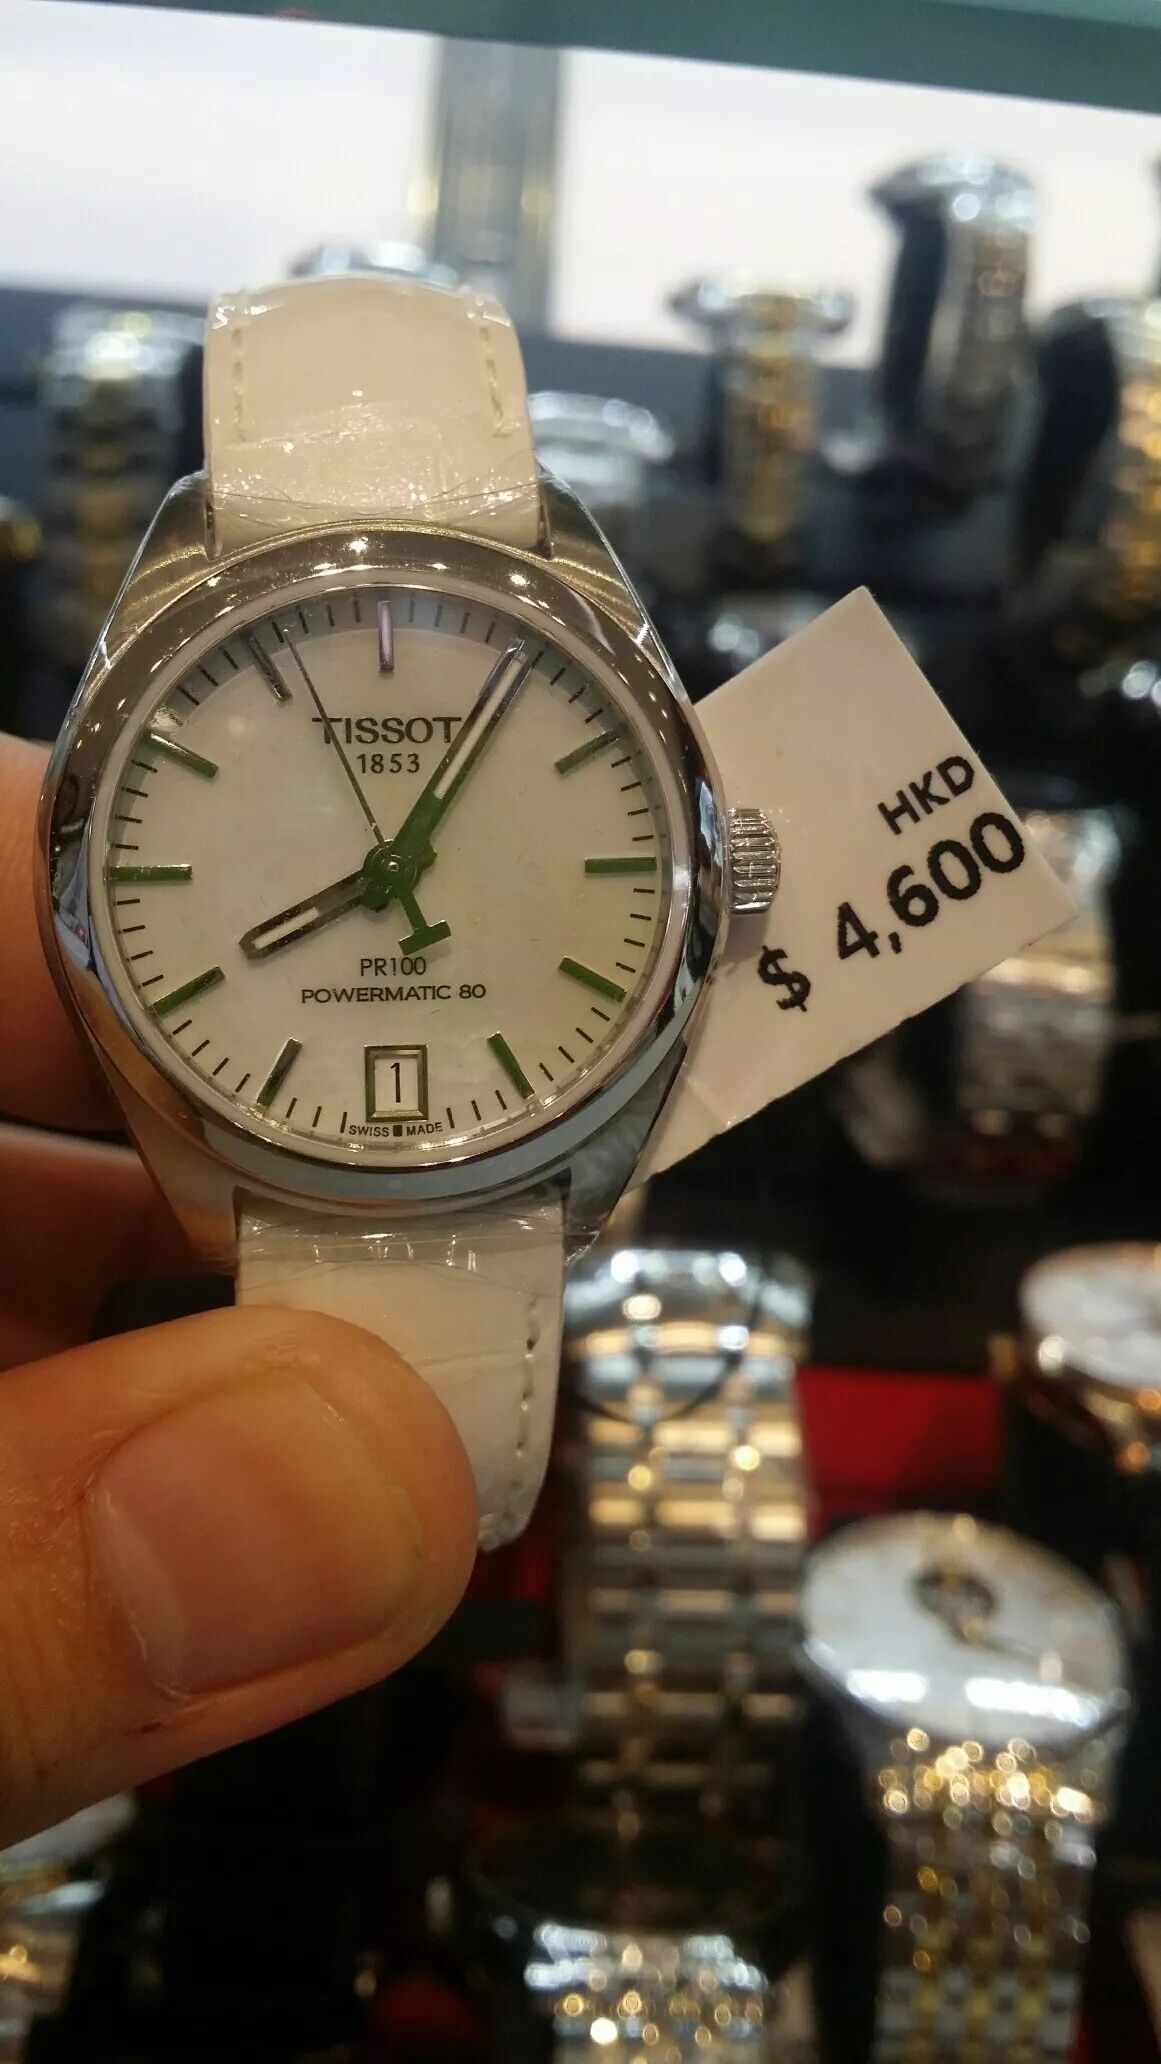 TISSOT
1853
PR100
POWERMATIC 80
1
SWISS MADE
HKD
$ 4,600